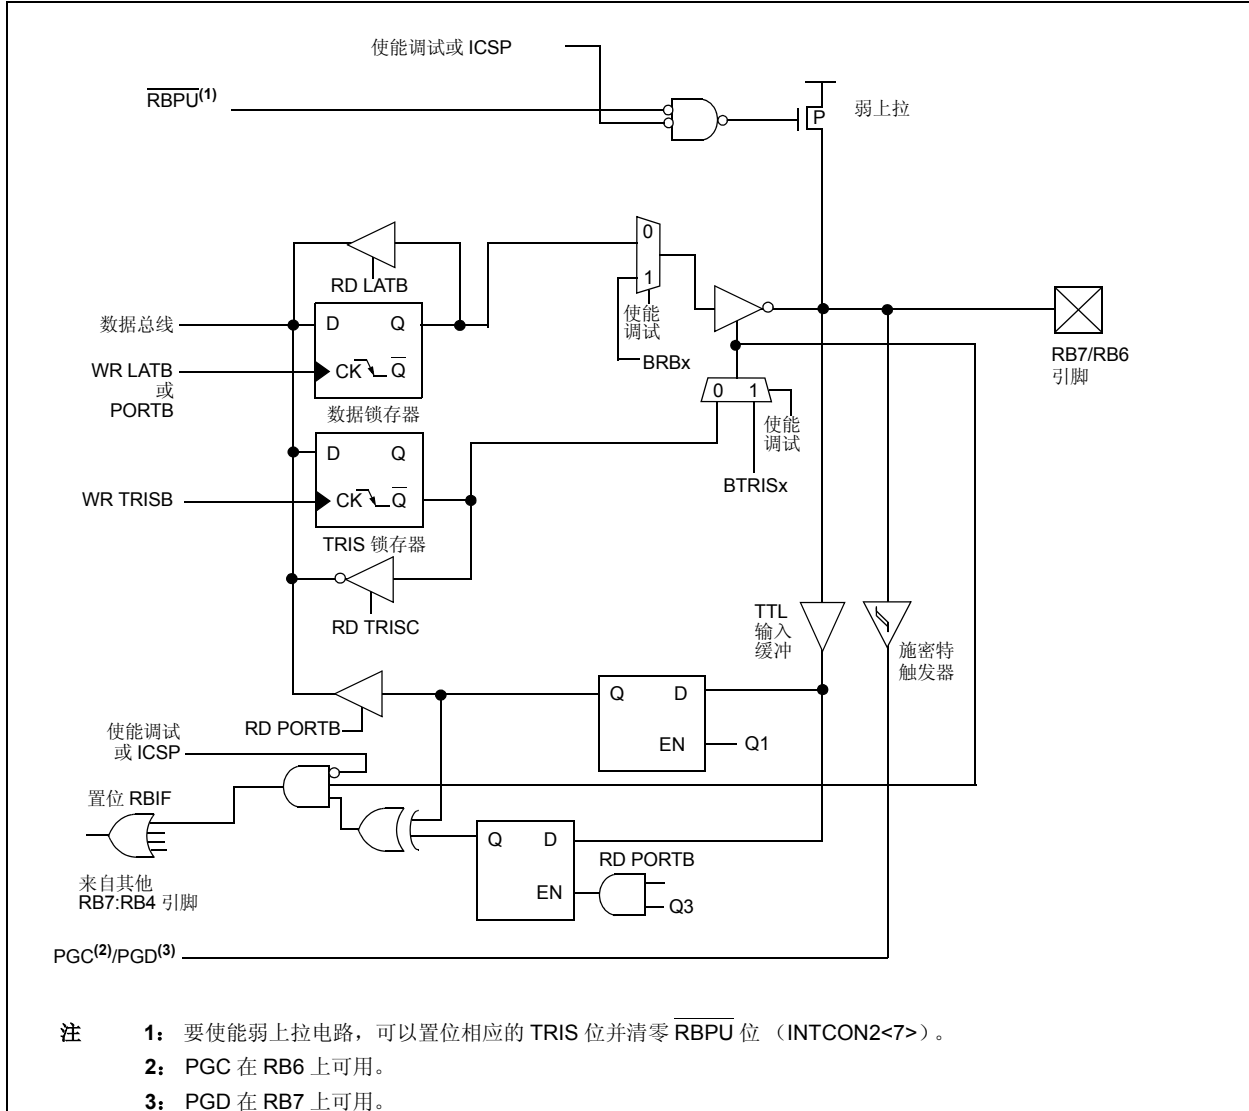 使能调试或 ICSP
RBPU(1)
弱上拉
P
0
1
RD LATB
使能
调试
BRBx
数据总线
D Q
WR LATB
或
PORTB
CK Q
数据锁存器
RB7/RB6
引脚
0 1
使能
调试
BTRISx
D Q
WR TRISB
CK Q
TRIS 锁存器
RD TRISC
TTL
输入
缓冲
施密特
触发器
Q D
EN
Q1
RD PORTB
使能调试
或 ICSP
置位 RBIF
来自其他
RB7:RB4 引脚
Q D
EN
RD PORTB
Q3
PGC(2)/PGD(3)
注 1： 要使能弱上拉电路，可以置位相应的 TRIS 位并清零 RBPU 位 （INTCON2<7>）。
2： PGC 在 RB6 上可用。
3： PGD 在 RB7 上可用。